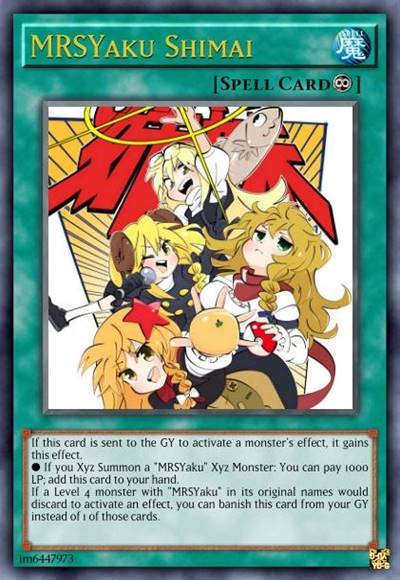 MRSYaku Shimai
魔
[Spell Card]
If this card is sent to the GY to activate a monster's effect, it gains
this effect.
● If you Xyz Summon a "MRSYaku" Xyz Monster: You can pay 1000
LP; add this card to your hand.
If a Level 4 monster with "MRSYaku" in its original names would
discard to activate an effect, you can banish this card from your GY
instead of 1 of those cards.
im6447973